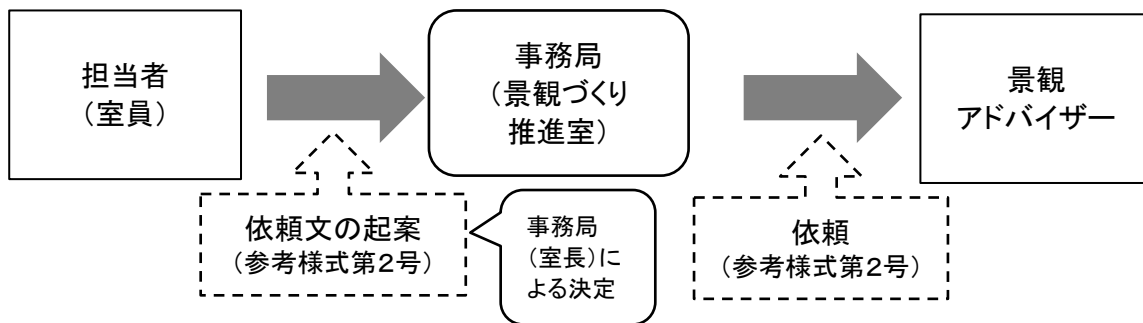 担当者
（室員）
事務局
（景観づくり
推進室）
景観
アドバイザー
依頼文の起案
（参考様式第２号）
事務局
（室長）に
よる決定
依頼
（参考様式第２号）